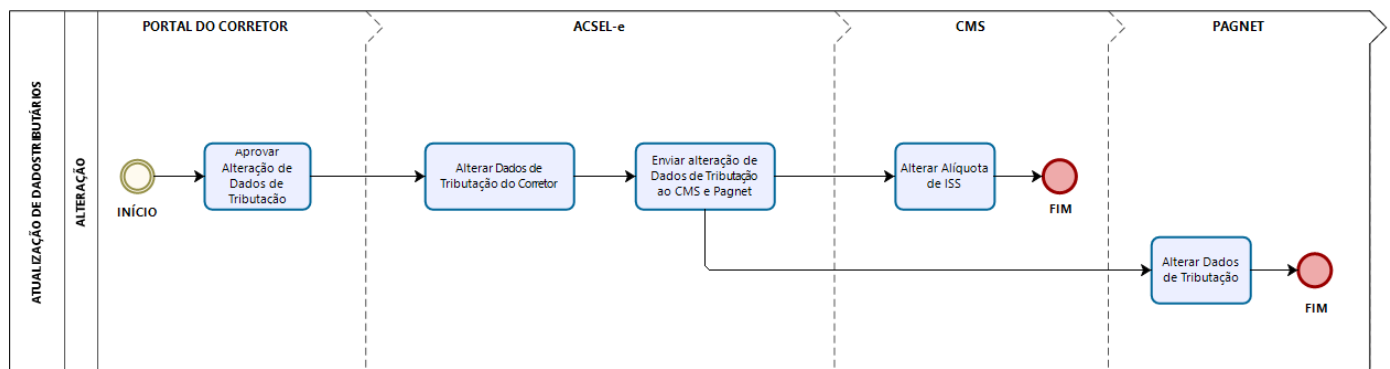 PORTAL DO CORRETOR
ACSEL-e
CMS
PAGNET
ATUALIZAÇÃO DE DADOSTRIBUTÁRIOS
ALTERAÇÃO
INÍCIO
Aprovar
Alteração de
Dados de
Tributação
Alterar Dados de
Tributação do Corretor
Enviar alteração de
Dados de Tributação
ao CMS e Pagnet
Alterar Alíquota
de ISS
FIM
Alterar Dados
de Tributação
FIM